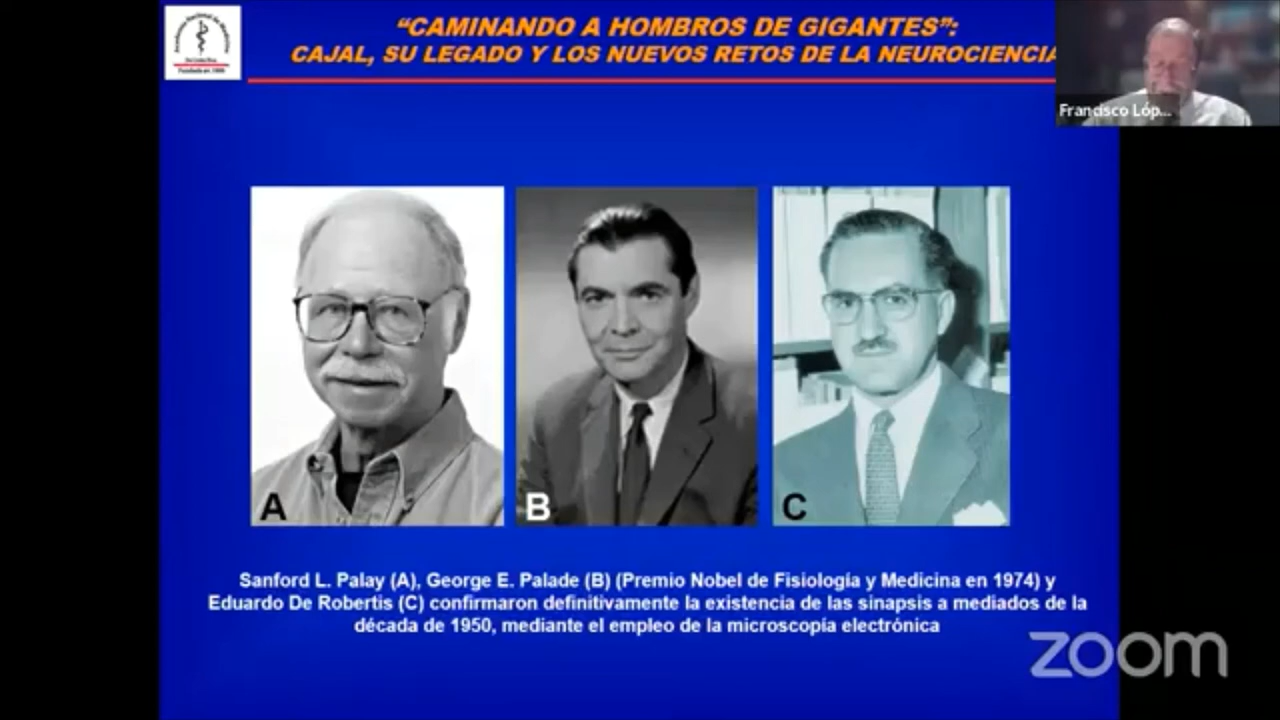 “CAMINANDO A HOMBROS DE GIGANTES”:
CAJAL, SU LEGADO Y LOS NUEVOS RETOS DE LA NEUROCIENCIA
Francisco Lóp...
A
B
C
Sanford L. Palay (A), George E. Palade (B) (Premio Nobel de Fisiología y Medicina en 1974) y
Eduardo De Robertis (C) confirmaron definitivamente la existencia de las sinapsis a mediados de la
década de 1950, mediante el empleo de la microscopía electrónica
zoom